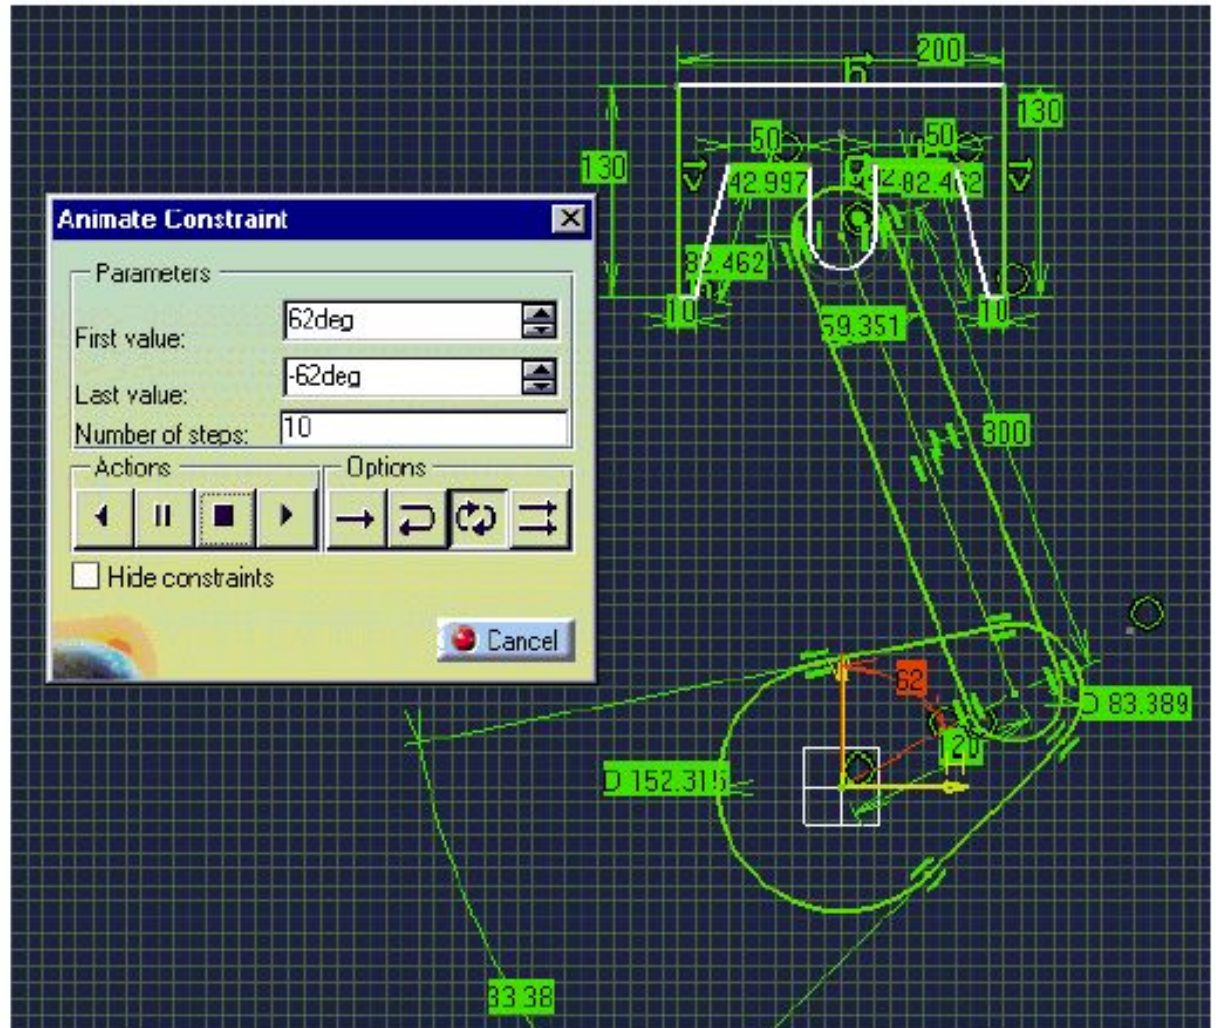 200
130
50
50
130
42.997
82.462
Animate Constraint
Parameters
82.462
First value:
62deg
10
59.351
10
Last value:
-62deg
Number of steps:
10
300
Actions
Options
Hide constraints
Cancel
62
D 83.389
120
D 152.315
33.38